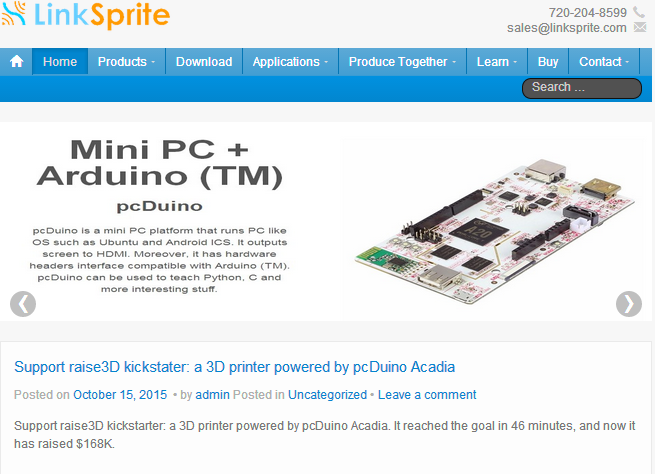 LinkSprite
720-204-8599
sales@linksprite.com
Home Products Download Applications Produce Together Learn Buy Contact
Search ...
Mini PC +
Arduino (TM)
pcDuino
pcDuino is a mini PC platform that runs PC like
OS such as Ubuntu and Android ICS. It outputs
screen to HDMI. Moreover, it has hardware
headers interface compatible with Arduino (TM).
pcDuino can be used to teach Python, C and
more interesting stuff.
A20
Support raise3D kickstater: a 3D printer powered by pcDuino Acadia
Posted on October 15, 2015 • by admin Posted in Uncategorized • Leave a comment
Support raise3D kickstarter: a 3D printer powered by pcDuino Acadia. It reached the goal in 46 minutes, and now it
has raised $168K.